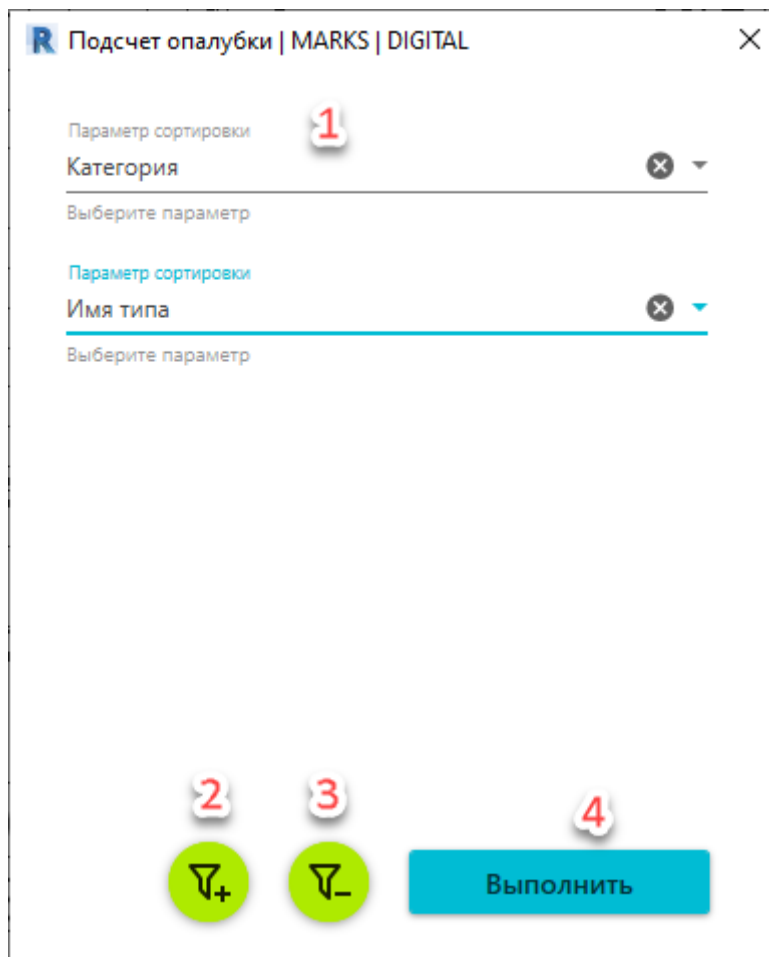 R Подсчет опалубки | MARKS | DIGITAL
Параметр сортировки
1
Категория
Выберите параметр
Параметр сортировки
Имя типа
Выберите параметр
2
3
4
Выполнить